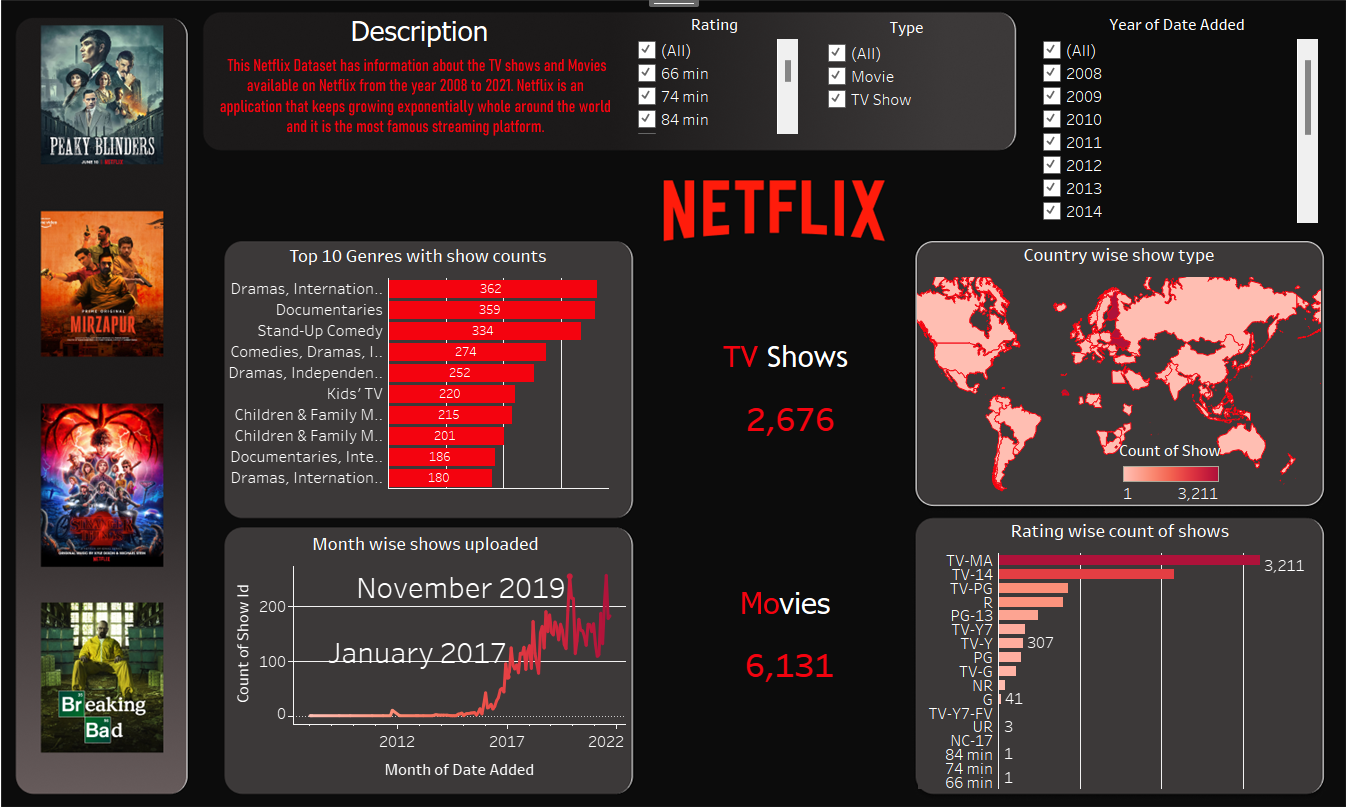 PEAKY BLINDERS
JUNE 10 | NETFLIX
PRIME ORIGINAL
MIRZAPUR
STRANGER
THINGS
NETFLIX
Breaking
Bad
Description
This Netflix Dataset has information about the TV shows and Movies
available on Netflix from the year 2008 to 2021. Netflix is an
application that keeps growing exponentially whole around the world
and it is the most famous streaming platform.
Rating
(All)
66 min
74 min
84 min
Type
(All)
Movie
TV Show
Year of Date Added
(All)
2008
2009
2010
2011
2012
2013
2014
NETFLIX
Top 10 Genres with show counts
Dramas, Internation.. 362
Documentaries 359
Stand-Up Comedy 334
Comedies, Dramas, I.. 274
Dramas, Independen.. 252
Kids’ TV 220
Children & Family M.. 215
Children & Family M.. 201
Documentaries, Inte.. 186
Dramas, Internation.. 180
TV Shows
2,676
Movies
6,131
Country wise show type
Count of Show
1 3,211
Month wise shows uploaded
Count of Show Id
200
100
0
November 2019
January 2017
2012 2017 2022
Month of Date Added
Rating wise count of shows
TV-MA 3,211
TV-14
TV-PG
R
PG-13
TV-Y7
TV-Y 307
PG
TV-G
NR
G 41
TV-Y7-FV
UR 3
NC-17
84 min 1
74 min
66 min 1